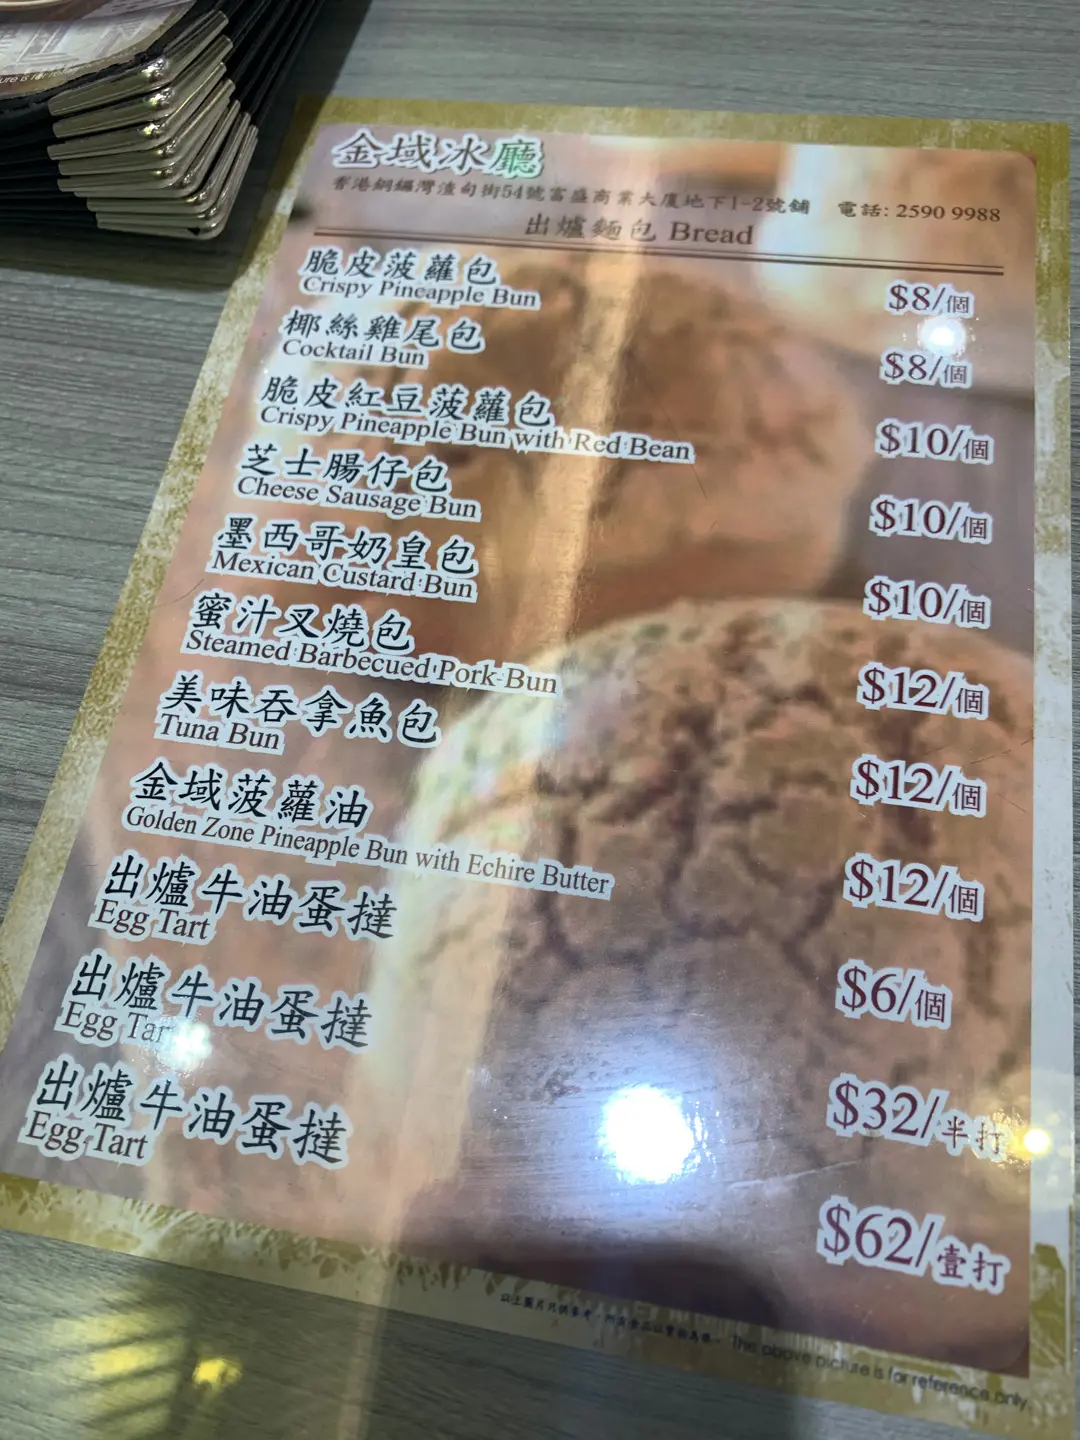 金域冰廳
香港銅鑼灣渣甸街54號富盛商業大廈地下1-2號舖 電話: 2590 9988
出爐麵包 Bread
脆皮菠蘿包 $8/個
Crispy Pineapple Bun
椰絲雞尾包 $8/個
Cocktail Bun
脆皮紅豆菠蘿包 $10/個
Crispy Pineapple Bun with Red Bean
芝士腸仔包 $10/個
Cheese Sausage Bun
墨西哥奶皇包 $10/個
Mexican Custard Bun
蜜汁叉燒包 $12/個
Steamed Barbecued Pork Bun
美味吞拿魚包 $12/個
Tuna Bun
金域菠蘿油 $12/個
Golden Zone Pineapple Bun with Echire Butter
出爐牛油蛋撻 $6/個
Egg Tart
出爐牛油蛋撻 $32/半打
Egg Tar
出爐牛油蛋撻 $62/壹打
Egg Tart
The above picture is for reference only.